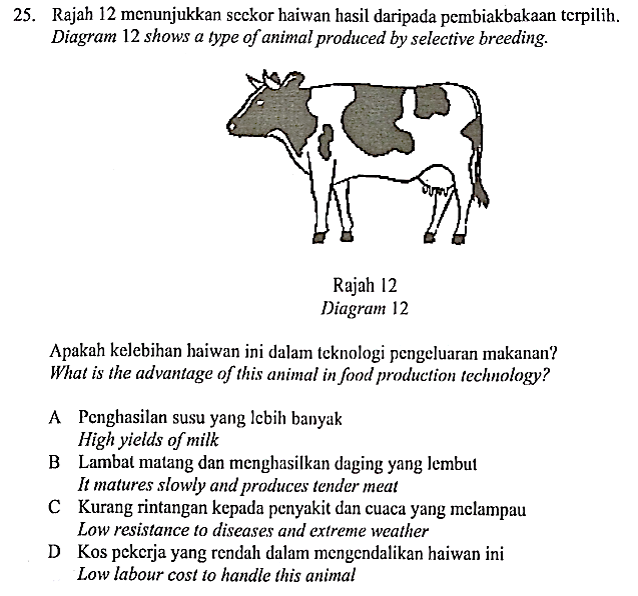 25. Rajah 12 menunjukkan seekor haiwan hasil daripada pembiakbakaan terpilih.
Diagram 12 shows a type of animal produced by selective breeding.
Rajah 12
Diagram 12
Apakah kelebihan haiwan ini dalam teknologi pengeluaran makanan?
What is the advantage of this animal in food production technology?
A Penghasilan susu yang lebih banyak
High yields of milk
B Lambat matang dan menghasilkan daging yang lembut
It matures slowly and produces tender meat
C Kurang rintangan kepada penyakit dan cuaca yang melampau
Low resistance to diseases and extreme weather
D Kos pekerja yang rendah dalam mengendalikan haiwan ini
Low labour cost to handle this animal